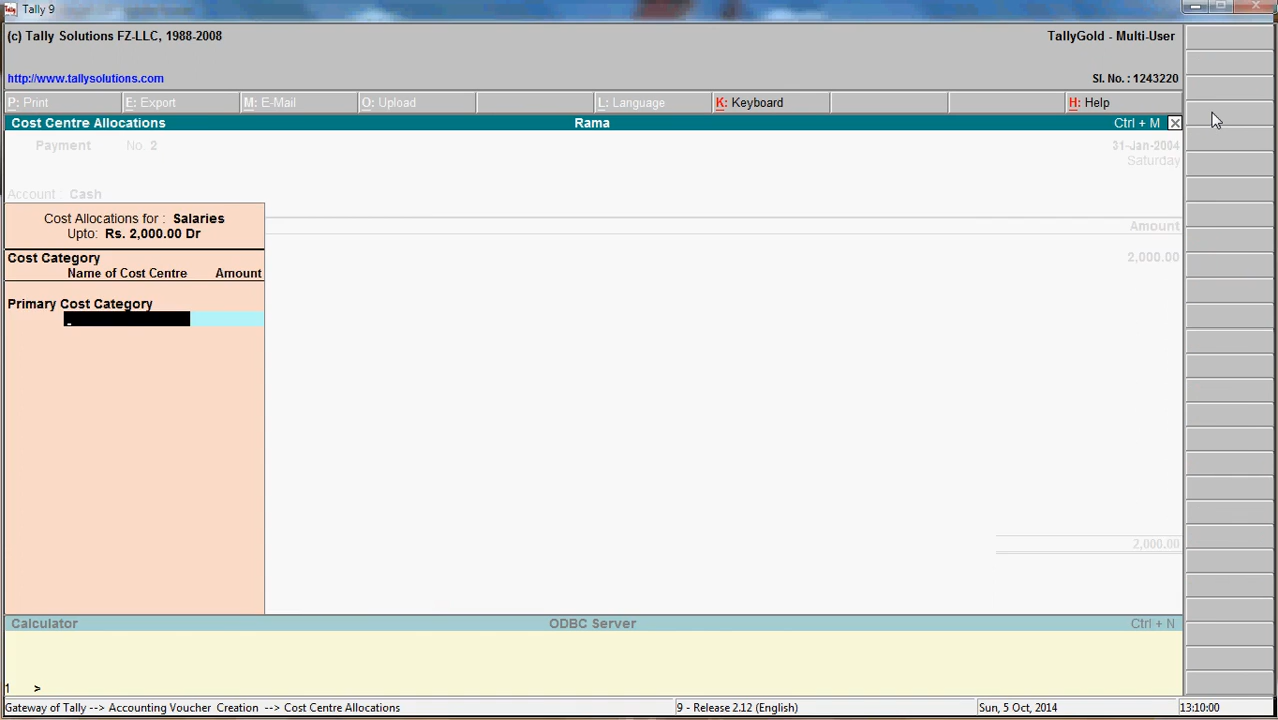 Tally 9
(c) Tally Solutions FZ-LLC, 1988-2008
TallyGold - Multi-User
http://www.tallysolutions.com
Sl. No. : 1243220
P: Print
E: Export
M: E-Mail
O: Upload
L: Language
K: Keyboard
H: Help
Cost Centre Allocations
Rama
Ctrl + M
Payment
No. 2
31-Jan-2004
Saturday
Account : Cash
Cost Allocations for : Salaries
Upto: Rs. 2,000.00 Dr
Amount
Cost Category
Name of Cost Centre
Amount
2,000.00
Primary Cost Category
2,000.00
Calculator
ODBC Server
Ctrl + N
1 >
Gateway of Tally --> Accounting Voucher Creation --> Cost Centre Allocations
9 - Release 2.12 (English)
Sun, 5 Oct, 2014
13:10:00